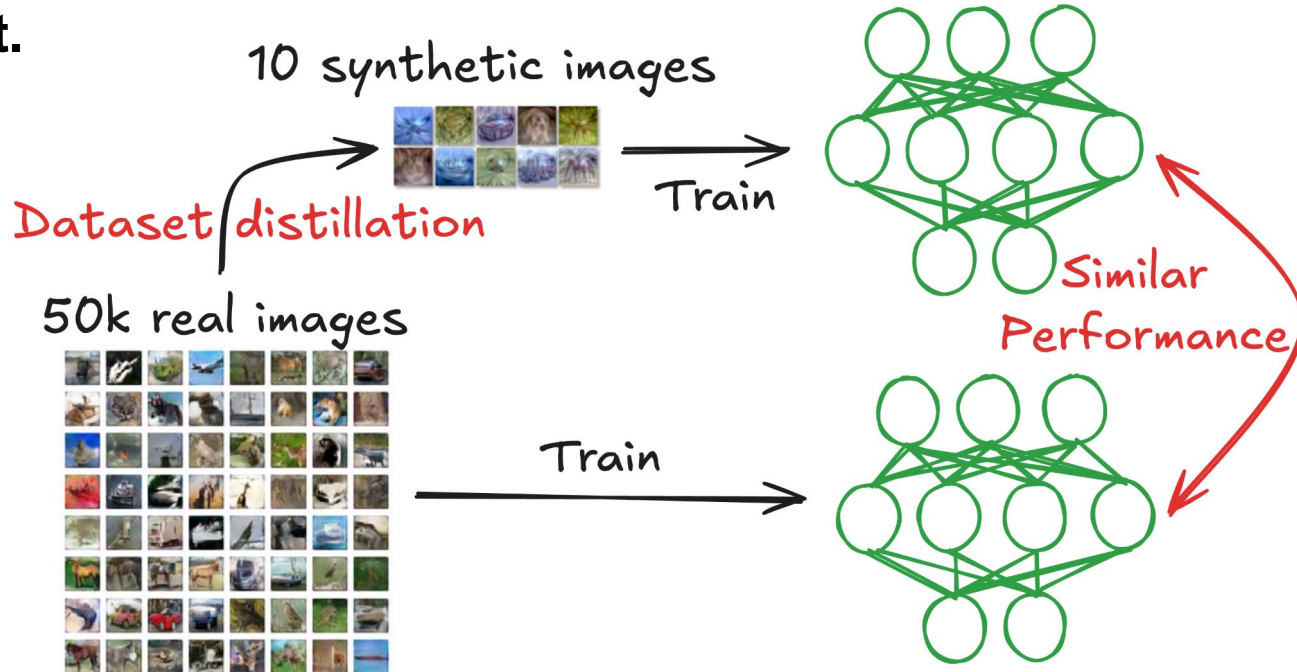 t.
10 synthetic images
Train
Dataset distillation
Similar
Performance
50k real images
Train